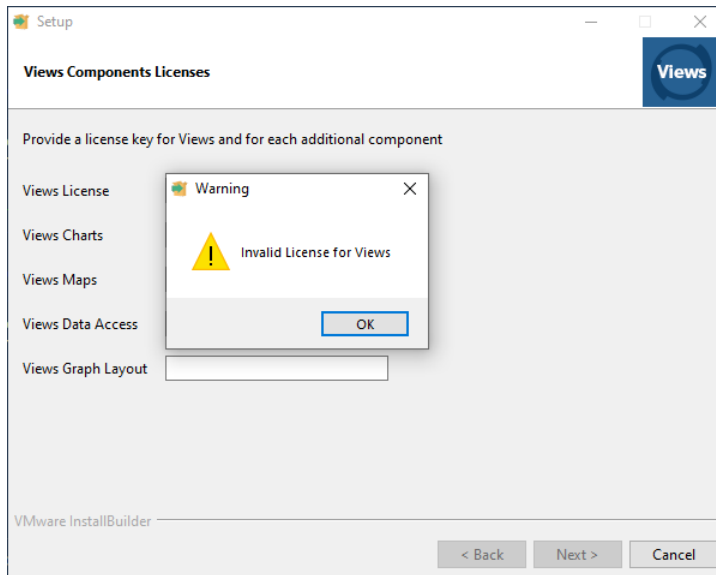 Setup
Views Components Licenses
Views
Provide a license key for Views and for each additional component
Views License
Warning
Views Charts
Invalid License for Views
Views Maps
Views Data Access
OK
Views Graph Layout
VMware InstallBuilder
< Back
Next >
Cancel